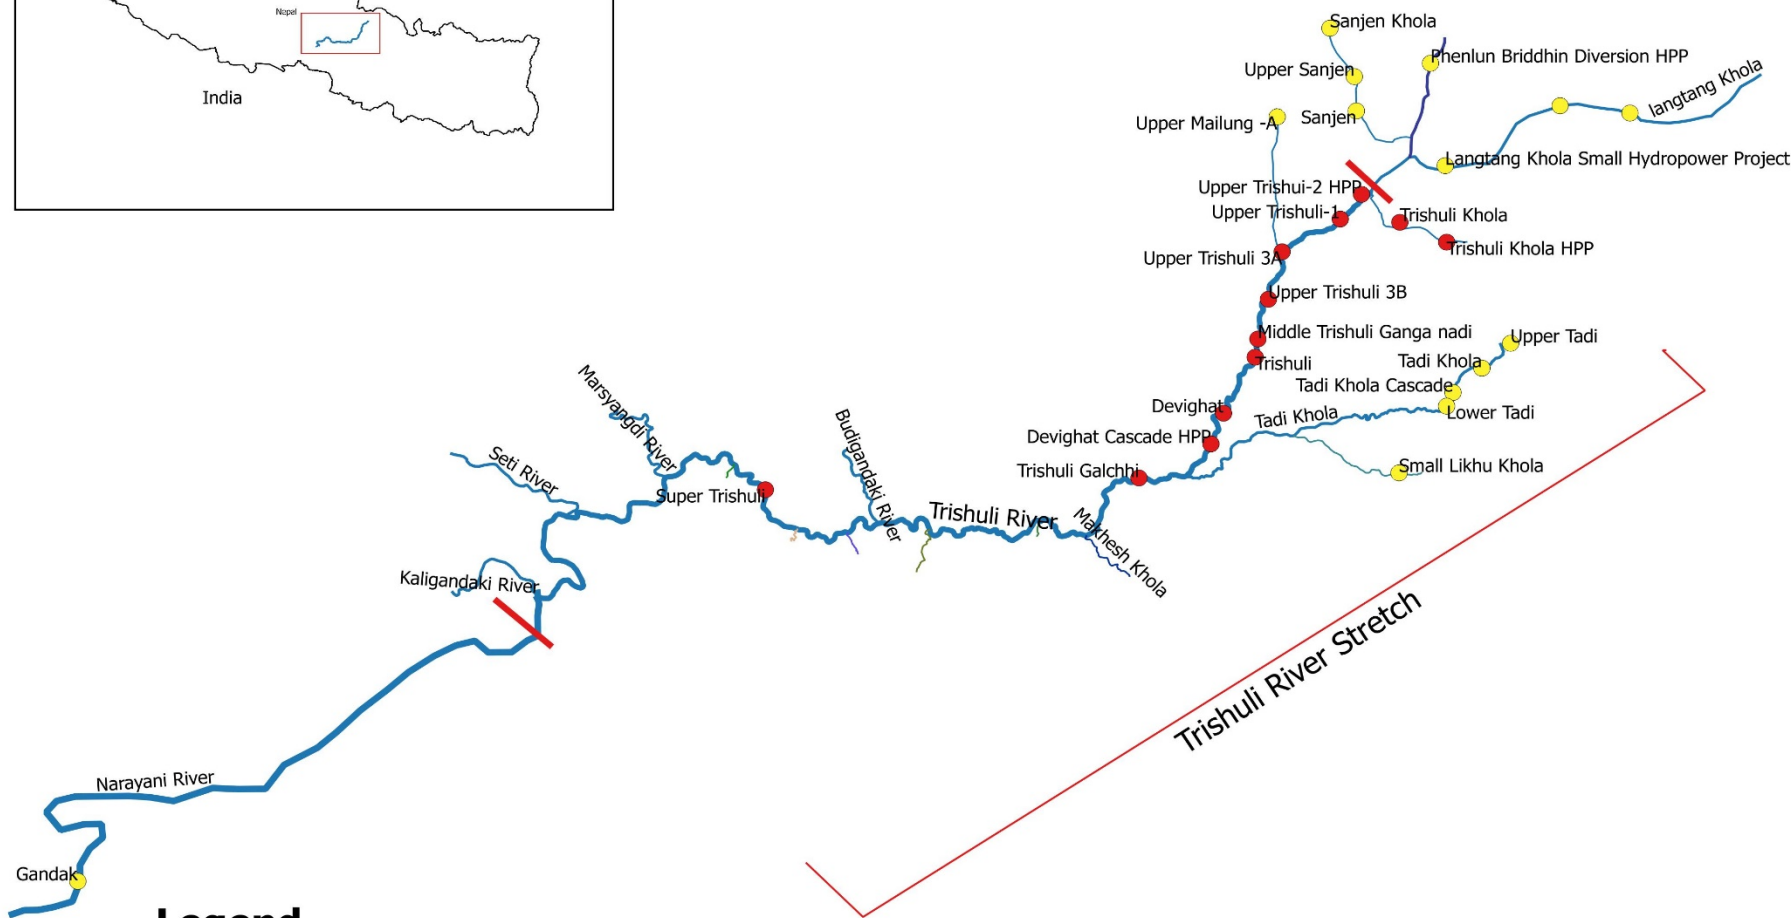 Nepal
India
Sanjen Khola
Phenlun Briddhin Diversion HPP
Upper Sanjen
langtang Khola
Upper Mailung -A
Sanjen
Langtang Khola Small Hydropower Project
Upper Trishui-2 HPP
Upper Trishuli-1
Trishuli Khola
Trishuli Khola HPP
Upper Trishuli 3A
Upper Trishuli 3B
Middle Trishuli Ganga nadi
Upper Tadi
Trishuli
Tadi Khola
Tadi Khola Cascade
Devighat
Tadi Khola
Lower Tadi
Devighat Cascade HPP
Small Likhu Khola
Trishuli Galchhi
Marsyangdi River
Seti River
Super Trishuli
Budigandaki River
Trishuli River
Makhesh Khola
Kaligandaki River
Trishuli River Stretch
Narayani River
Gandak
Legend